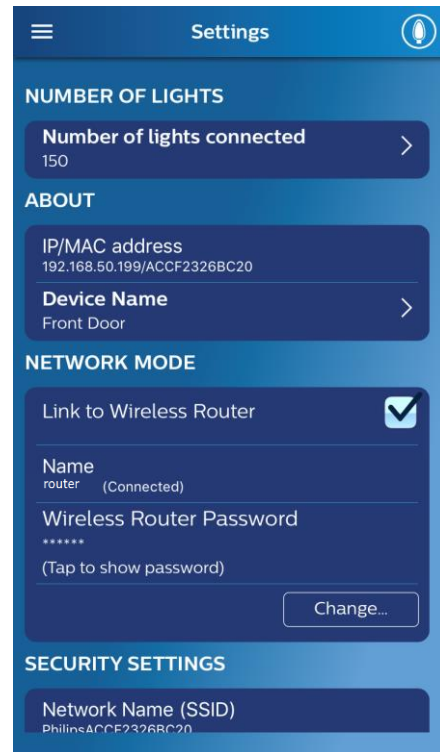 Settings
NUMBER OF LIGHTS
Number of lights connected
150
ABOUT
IP/MAC address
192.168.50.199/ACCF2326BC20
Device Name
Front Door
NETWORK MODE
Link to Wireless Router
Name
router (Connected)
Wireless Router Password
******
(Tap to show password)
Change...
SECURITY SETTINGS
Network Name (SSID)
PhilipsACCF2326BC20